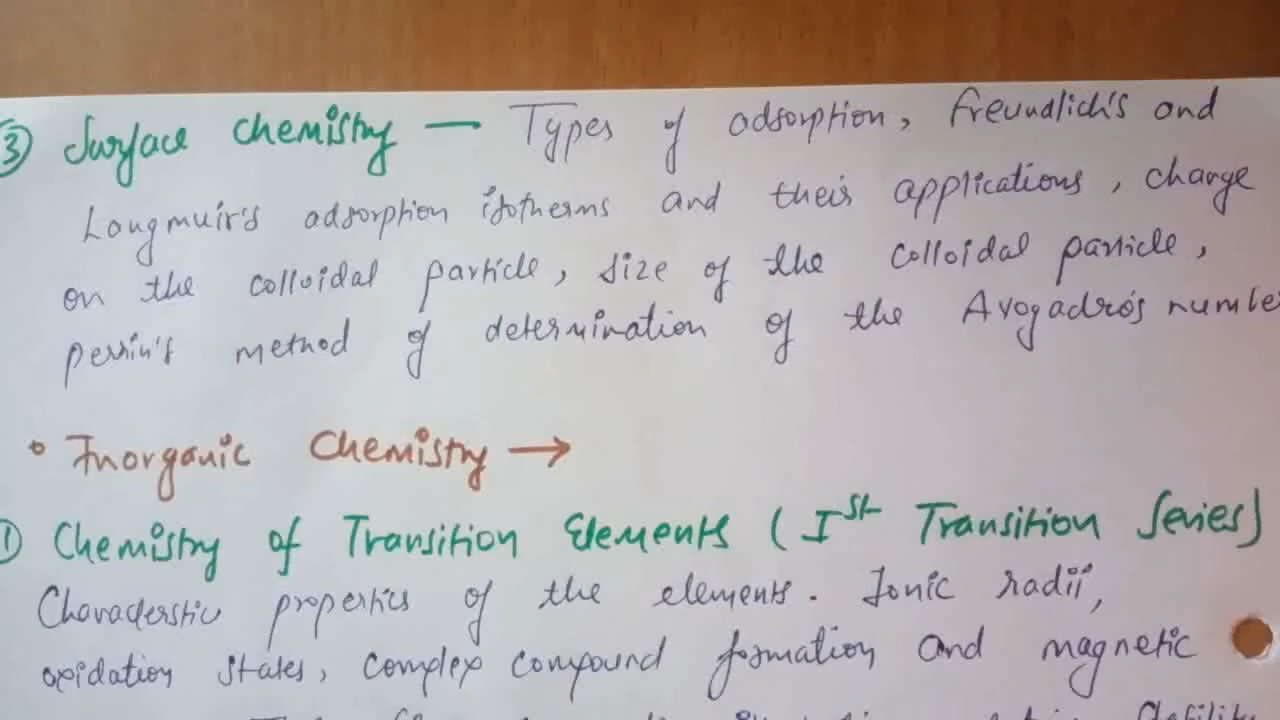 ③ Surface Chemistry — Types of adsorption, Freundlich's and
Langmuir's adsorption isotherms and their applications, charge
on the colloidal particle, size of the colloidal particle,
perrin's method of determination of the Avogadro's number
• Inorganic Chemistry →
① Chemistry of Transition Elements (Iˢᵗ Transition Series)
Characterstic properties of the elements. Ionic radii,
oxidation states, complex compound formation and magnetic